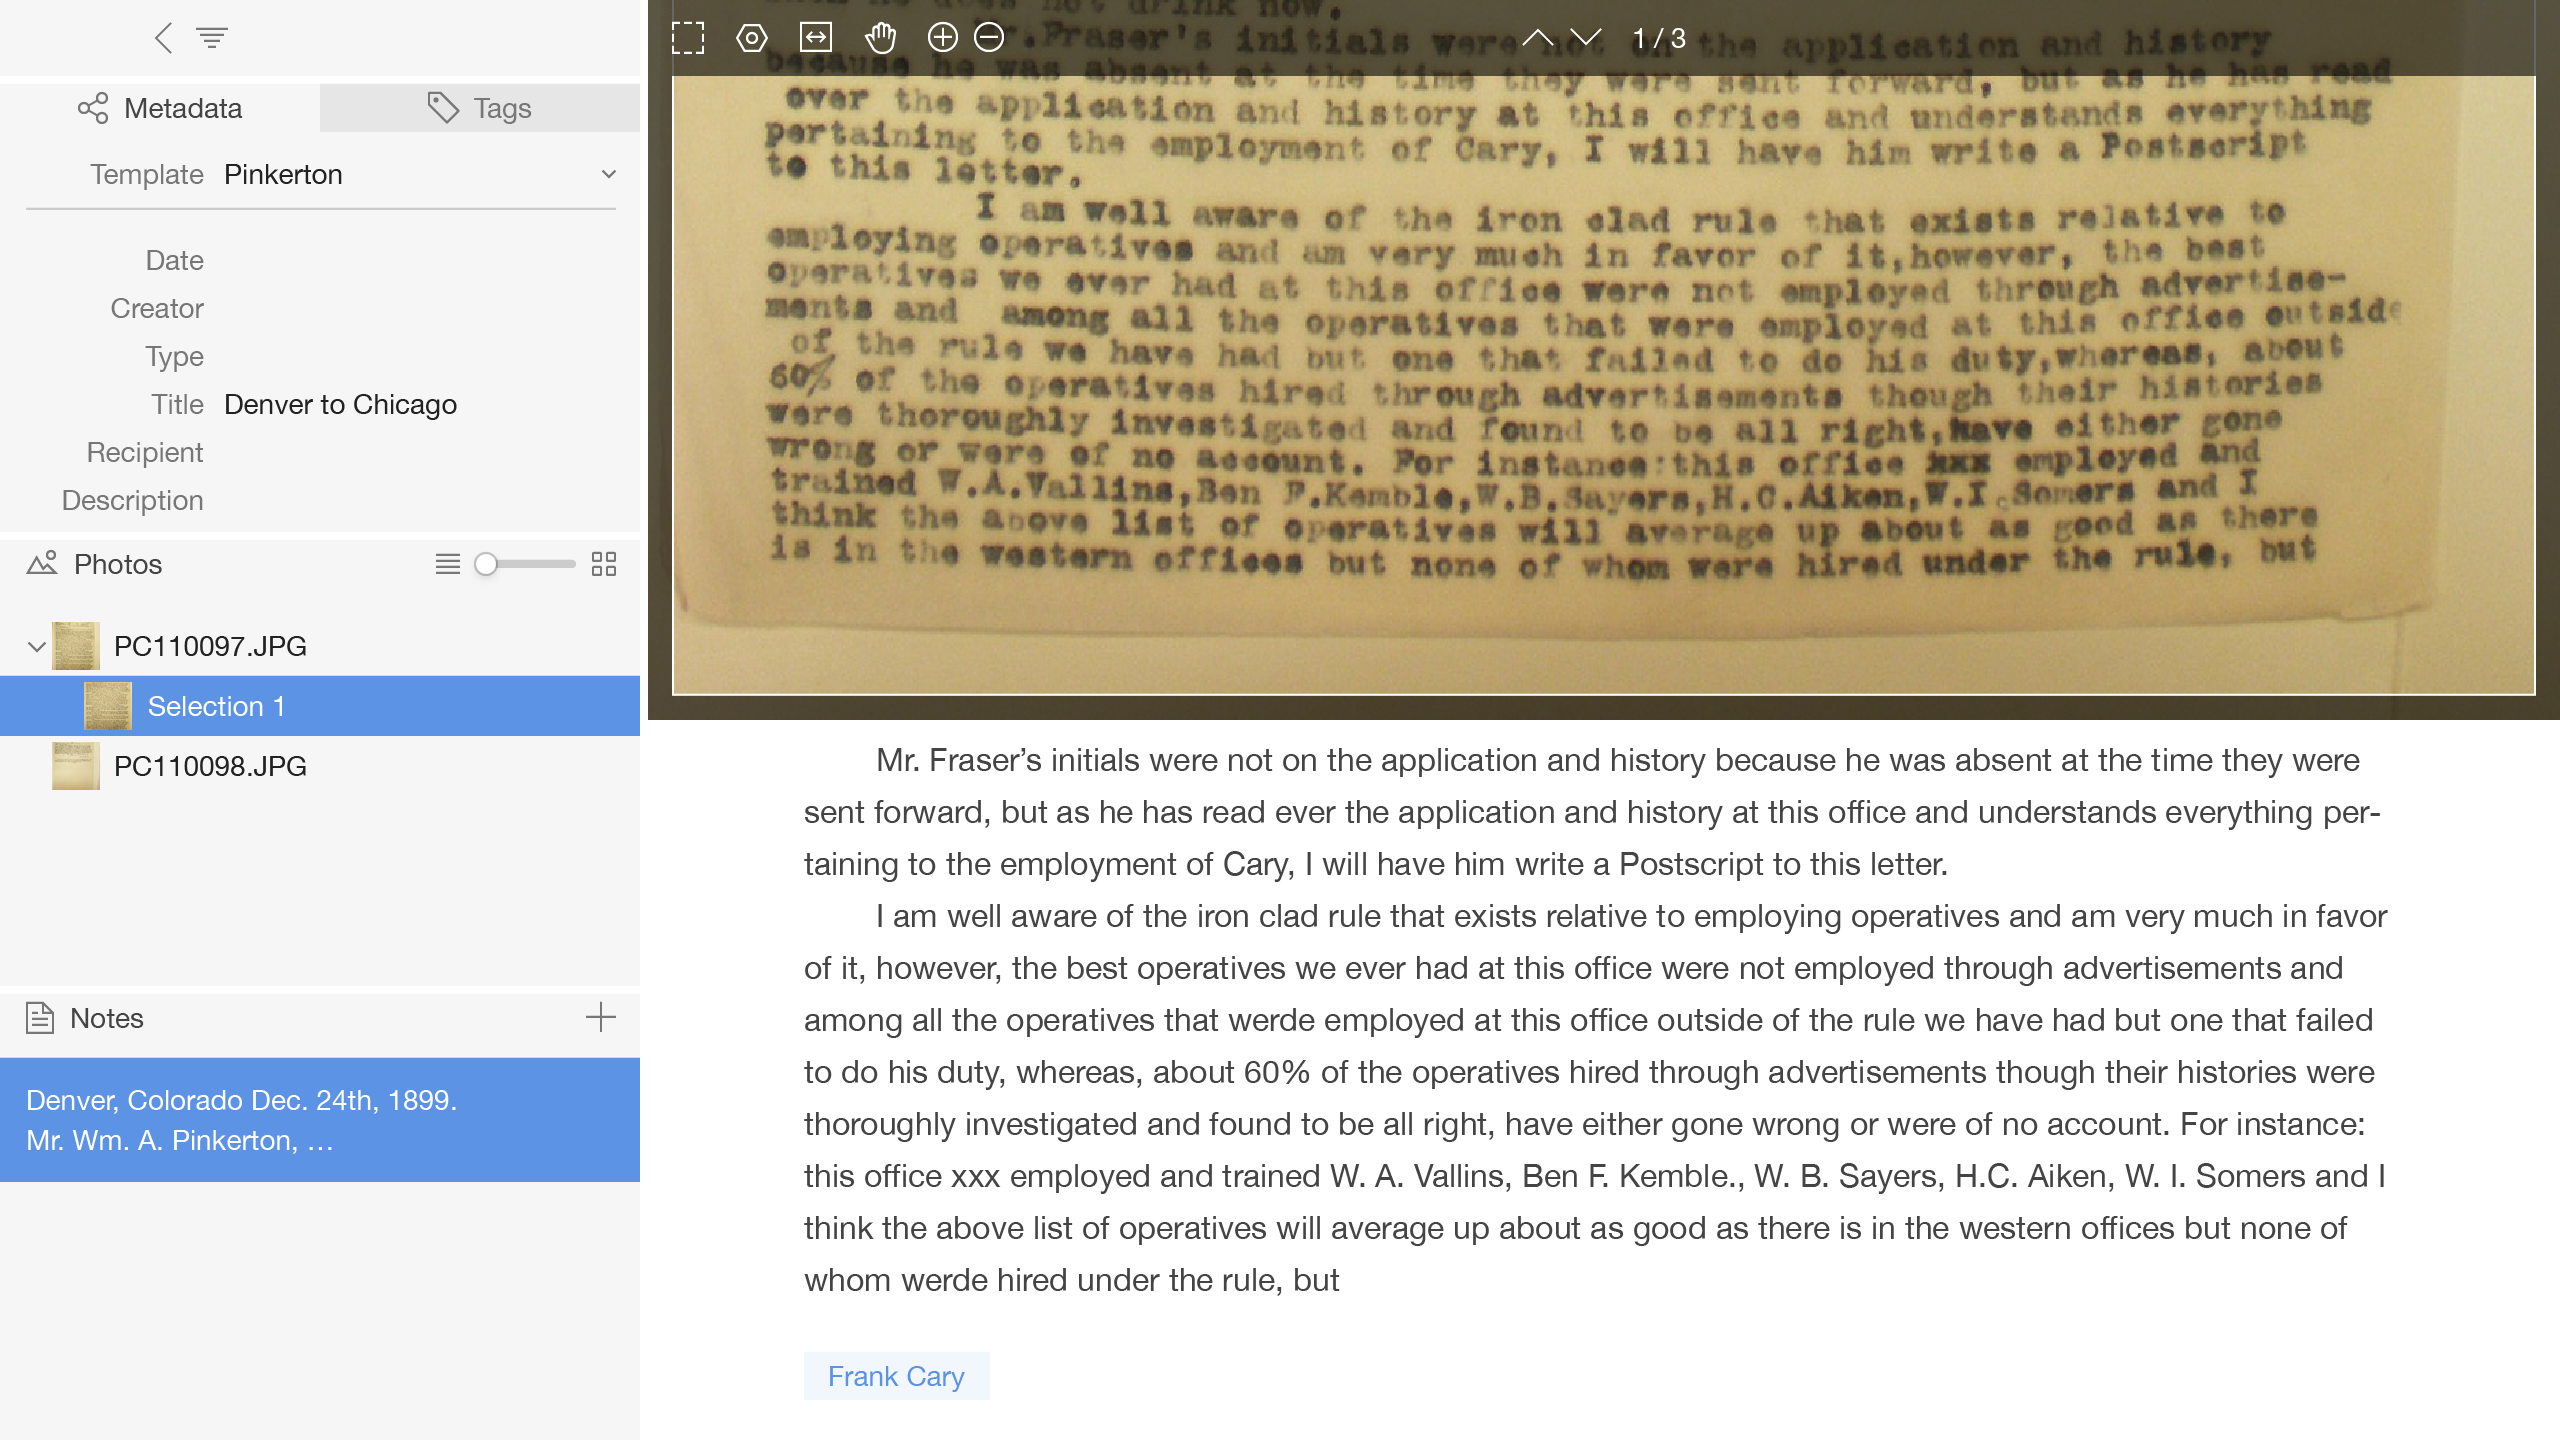 Metadata
Tags
Template Pinkerton
Date
Creator
Type
Title Denver to Chicago
Recipient
Description
Photos
PC110097.JPG
Selection 1
PC110098.JPG
Notes
Denver, Colorado Dec. 24th, 1899.
Mr. Wm. A. Pinkerton, …
1 / 3
he does not drink now.
Mr.Fraser's initials were not on the application and history
because he was absent at the time they were sent forward, but as he has read
over the application and history at this office and understands everything
pertaining to the employment of Cary, I will have him write a Postscript
to this letter.
I am well aware of the iron clad rule that exists relative to
employing operatives and am very much in favor of it,however, the best
operatives we ever had at this office were not employed through advertise-
ments and among all the operatives that were employed at this office outside
of the rule we have had but one that failed to do his duty,whereas, about
60% of the operatives hired through advertisements though their histories
were thoroughly investigated and found to be all right,have either gone
wrong or were of no account. For instance:this office xxx employed and
trained W.A.Vallins,Ben F.Kemble,W.B.Sayers,H.C.Aiken,W.I.Somers and I
think the above list of operatives will average up about as good as there
is in the western offices but none of whom were hired under the rule, but
Mr. Fraser’s initials were not on the application and history because he was absent at the time they were
sent forward, but as he has read ever the application and history at this office and understands everything per-
taining to the employment of Cary, I will have him write a Postscript to this letter.
I am well aware of the iron clad rule that exists relative to employing operatives and am very much in favor
of it, however, the best operatives we ever had at this office were not employed through advertisements and
among all the operatives that werde employed at this office outside of the rule we have had but one that failed
to do his duty, whereas, about 60% of the operatives hired through advertisements though their histories were
thoroughly investigated and found to be all right, have either gone wrong or were of no account. For instance:
this office xxx employed and trained W. A. Vallins, Ben F. Kemble., W. B. Sayers, H.C. Aiken, W. I. Somers and I
think the above list of operatives will average up about as good as there is in the western offices but none of
whom werde hired under the rule, but
Frank Cary